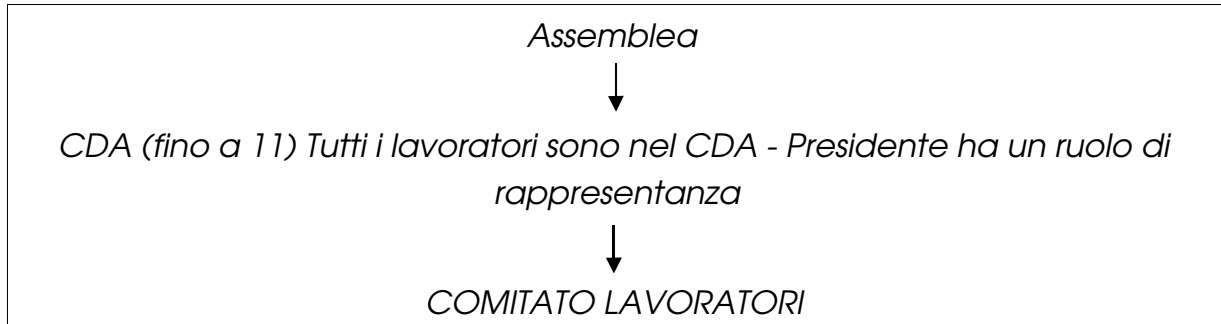 Assemblea
CDA (fino a 11) Tutti i lavoratori sono nel CDA - Presidente ha un ruolo di
rappresentanza
COMITATO LAVORATORI